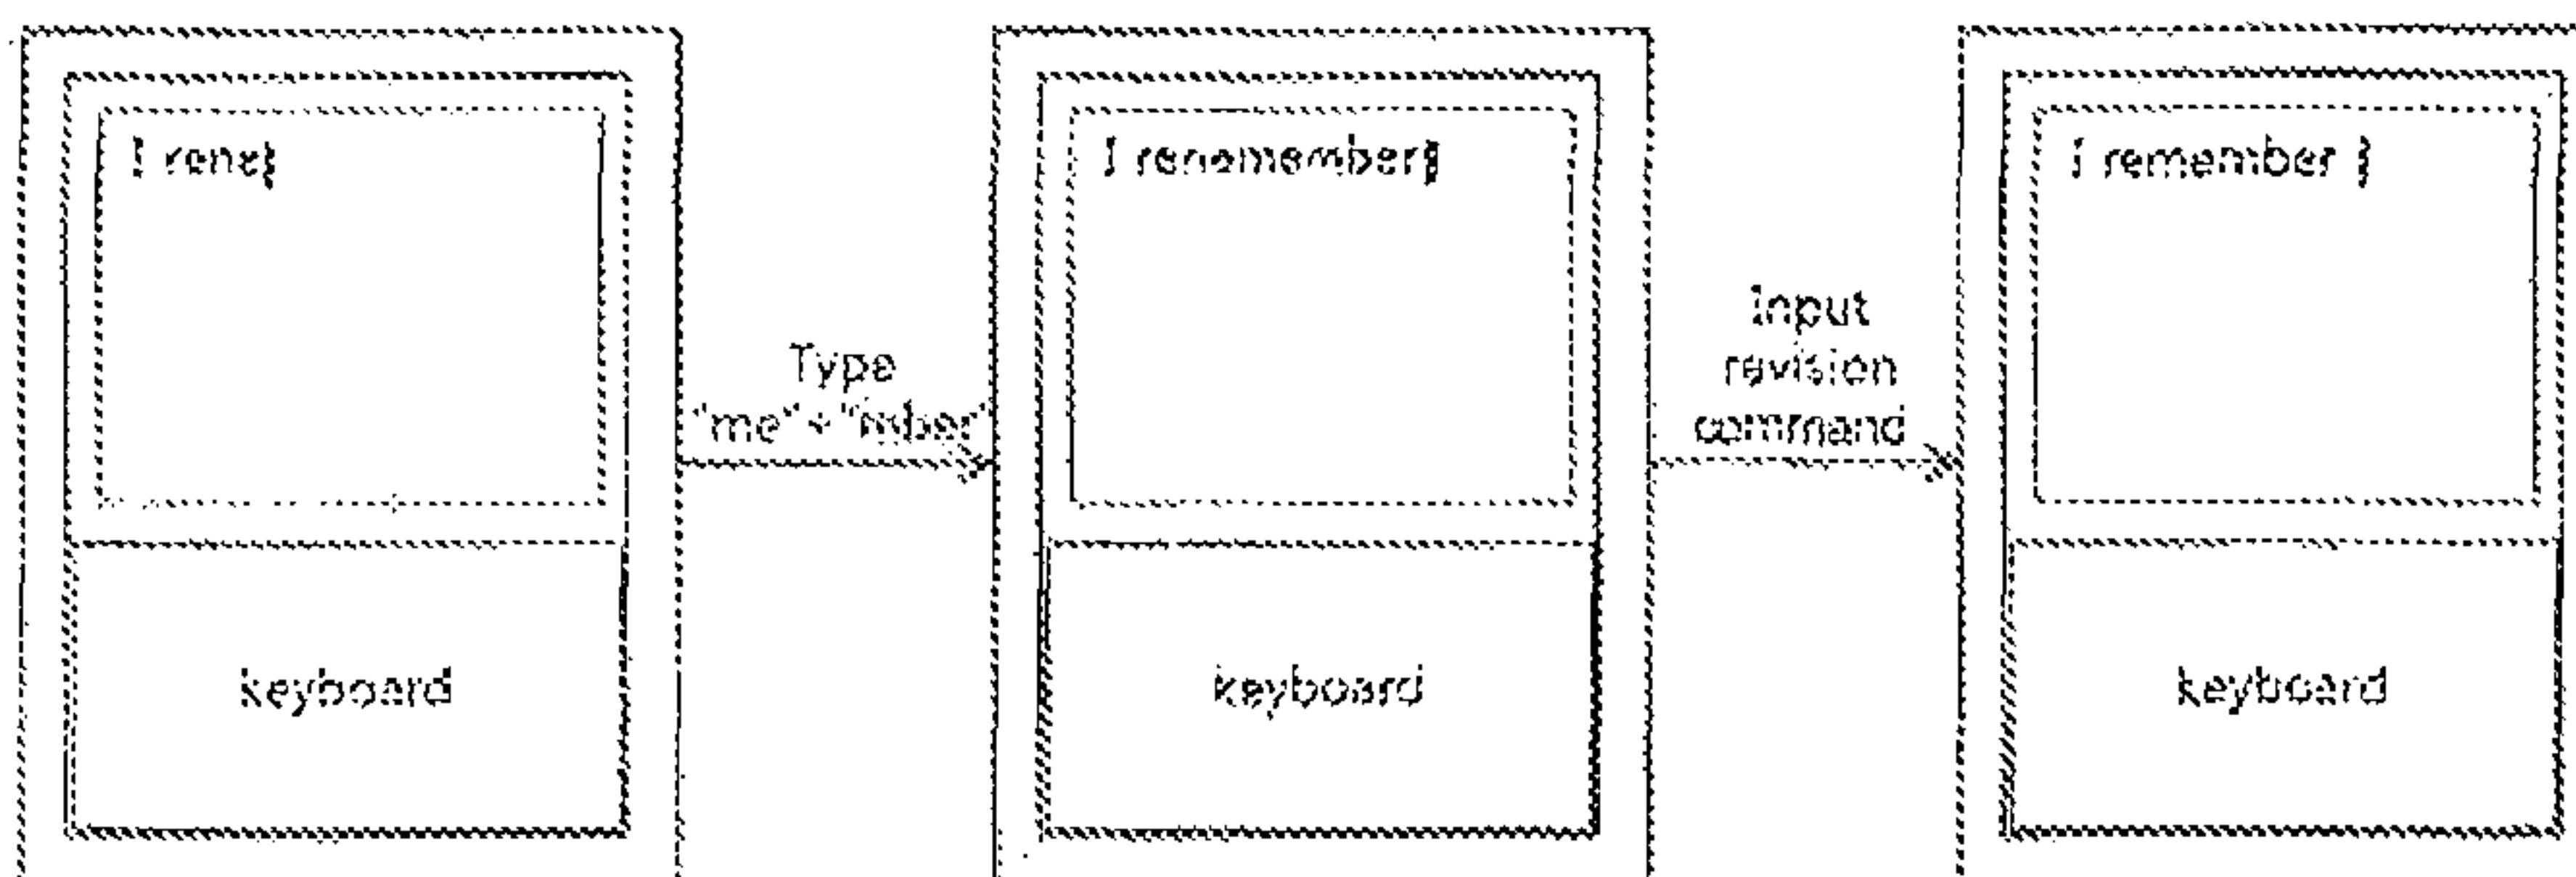 I rene
keyboard
Type
"me"+"mber"
I renemember
keyboard
Input
revision
command
I remember
keyboard